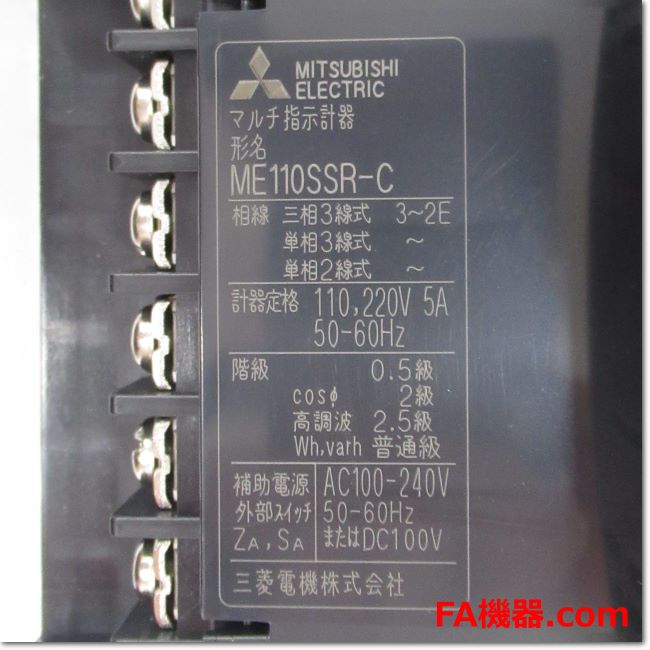 MITSUBISHI
ELECTRIC
マルチ指示計器
形名
ME110SSR-C
相線 三相3線式 3~2E
単相3線式 ~
単相2線式 ~
計器定格 110,220V 5A
50-60Hz
階級 0.5級
cosφ 2級
高調波 2.5級
Wh,varh 普通級
補助電源 AC100-240V
外部スイッチ 50-60Hz
ZA,SA またはDC100V
三菱電機株式会社
FA機器.com